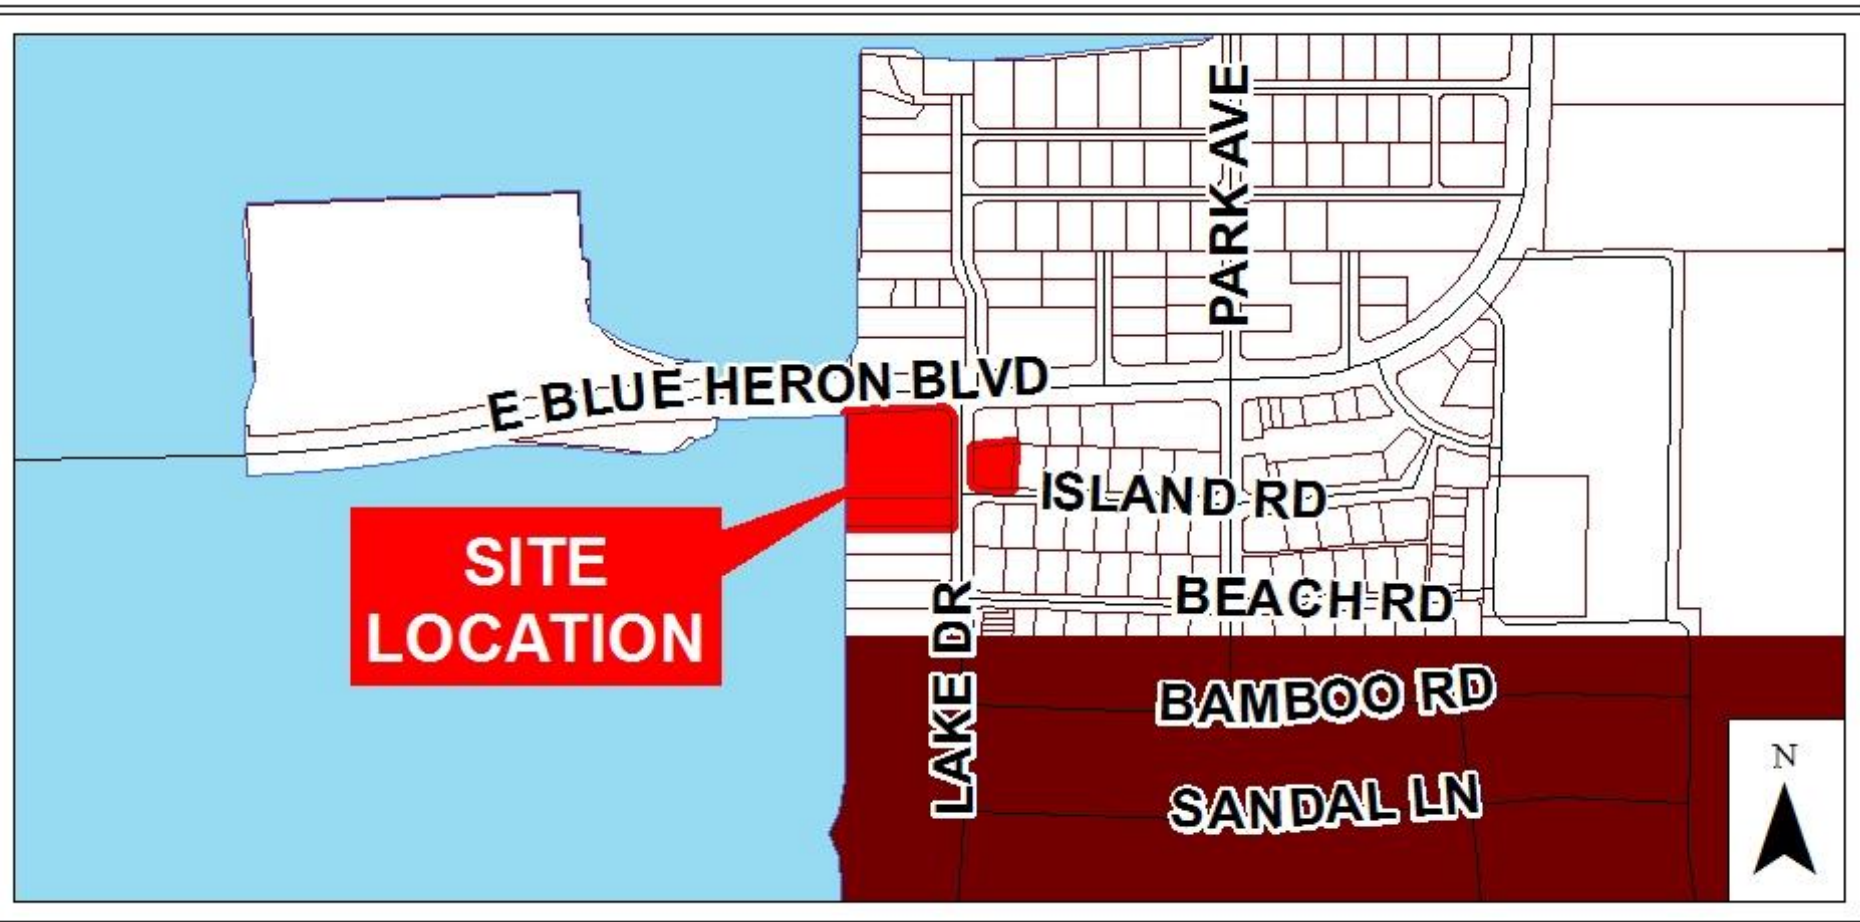 PARK AVE
E BLUE HERON BLVD
ISLAND RD
SITE
LOCATION
BEACH RD
LAKE DR
BAMBOO RD
SANDAL LN
N